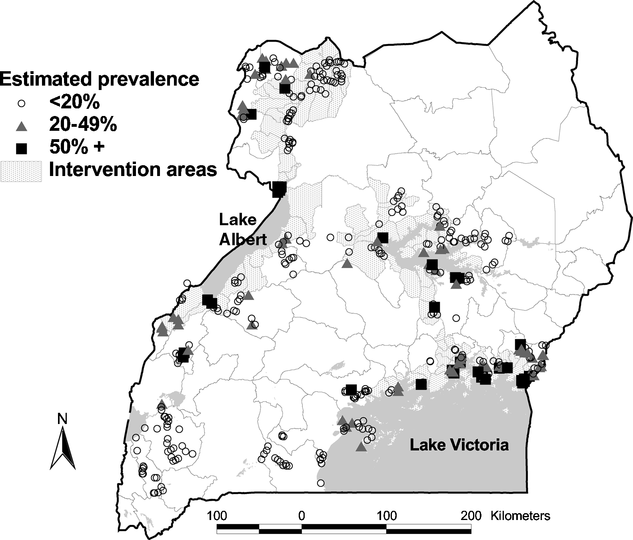 Estimated prevalence
<20%
20-49%
50% +
Intervention areas
Lake
Albert
Lake Victoria
N
100 0 100 200 Kilometers